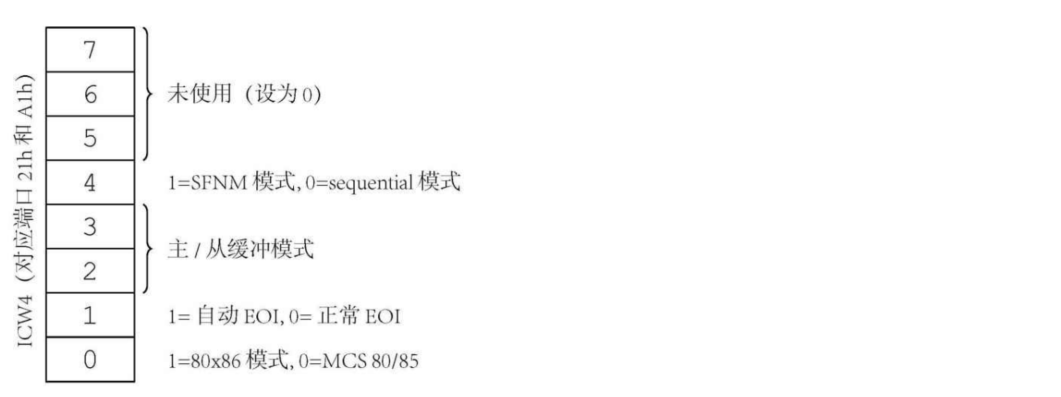 ICW4（对应端口 21h 和 A1h）
7
6
未使用（设为 0）
5
4
1=SFNM 模式, 0=sequential 模式
3
主 / 从缓冲模式
2
1
1= 自动 EOI, 0= 正常 EOI
0
1=80x86 模式, 0=MCS 80/85